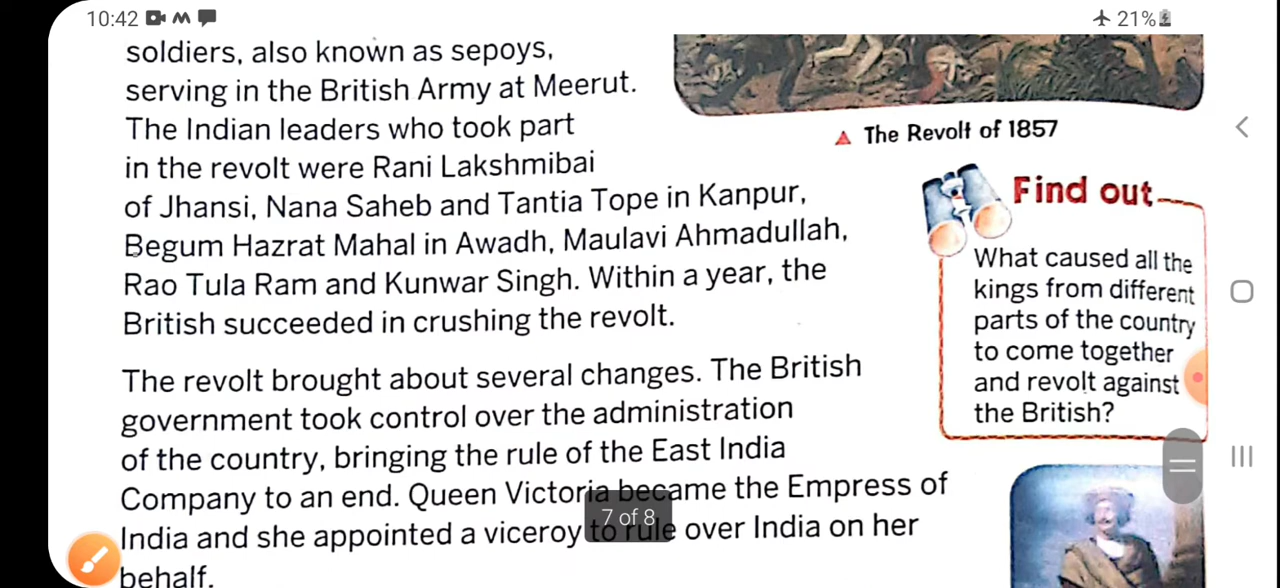 10:42
21%
soldiers, also known as sepoys,
serving in the British Army at Meerut.
The Indian leaders who took part
in the revolt were Rani Lakshmibai
of Jhansi, Nana Saheb and Tantia Tope in Kanpur,
Begum Hazrat Mahal in Awadh, Maulavi Ahmadullah,
Rao Tula Ram and Kunwar Singh. Within a year, the
British succeeded in crushing the revolt.
The revolt brought about several changes. The British
government took control over the administration
of the country, bringing the rule of the East India
Company to an end. Queen Victoria became the Empress of
India and she appointed a viceroy to rule over India on her
behalf.
▲ The Revolt of 1857
Find out
What caused all the
kings from different
parts of the country
to come together
and revolt against
the British?
7 of 8